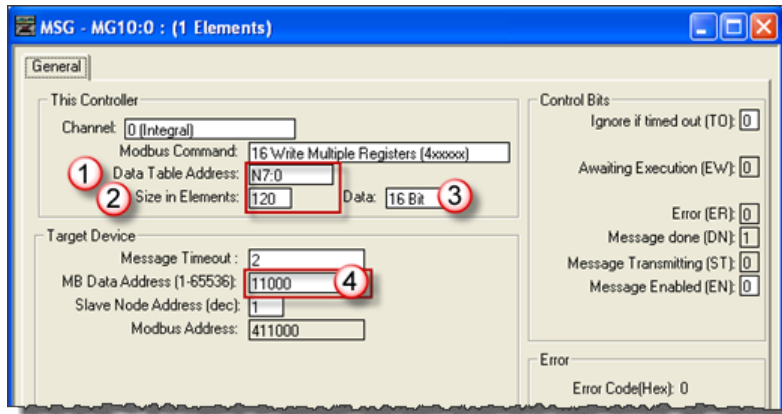 MSG - MG10:0 : (1 Elements)
General
This Controller
Channel: 0 (Integral)
Modbus Command: 16 Write Multiple Registers (4xxxxx)
1 Data Table Address: N7:0
2 Size in Elements: 120 Data: 16 Bit 3
Target Device
Message Timeout : 2
MB Data Address (1-65536): 11000 4
Slave Node Address (dec): 1
Modbus Address: 411000
Control Bits
Ignore if timed out (TO): 0
Awaiting Execution (EW): 0
Error (ER): 0
Message done (DN): 1
Message Transmitting (ST): 0
Message Enabled (EN): 0
Error
Error Code(Hex): 0